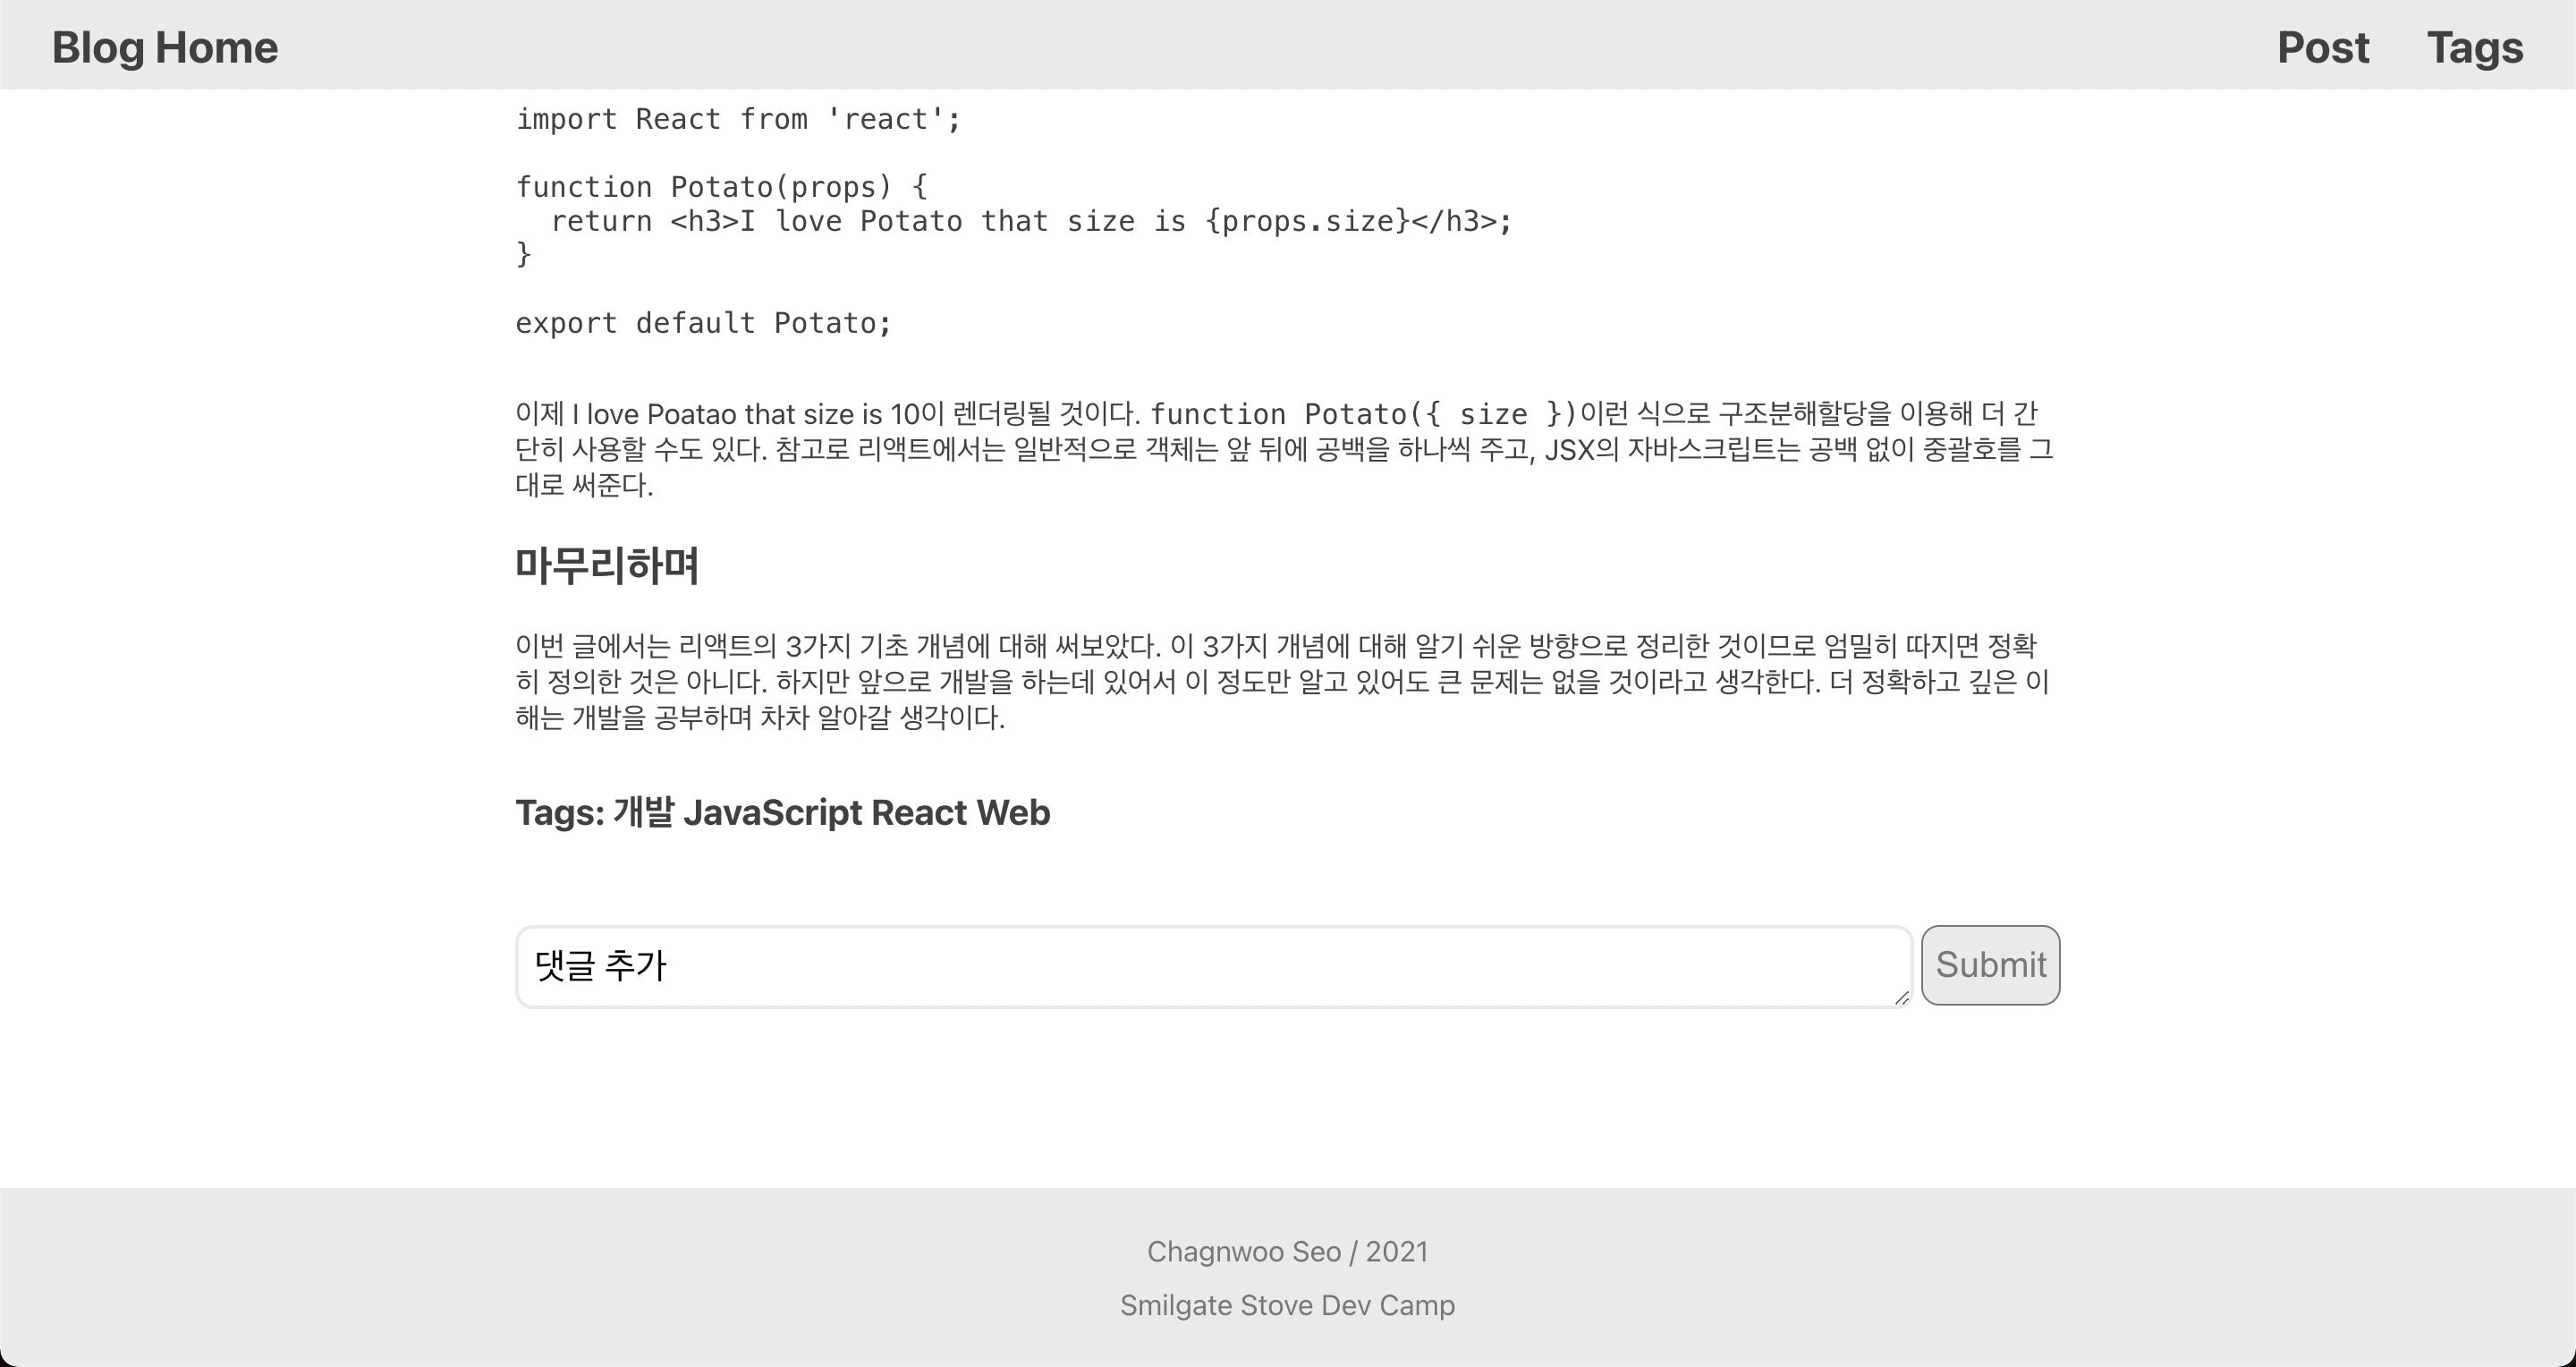 Blog Home Post Tags
import React from 'react';
function Potato(props) {
  return <h3>I love Potato that size is {props.size}</h3>;
}
export default Potato;
이제 I love Poatao that size is 10이 렌더링될 것이다. function Potato({ size })이런 식으로 구조분해할당을 이용해 더 간
단히 사용할 수도 있다. 참고로 리액트에서는 일반적으로 객체는 앞 뒤에 공백을 하나씩 주고, JSX의 자바스크립트는 공백 없이 중괄호를 그
대로 써준다.
마무리하며
이번 글에서는 리액트의 3가지 기초 개념에 대해 써보았다. 이 3가지 개념에 대해 알기 쉬운 방향으로 정리한 것이므로 엄밀히 따지면 정확
히 정의한 것은 아니다. 하지만 앞으로 개발을 하는데 있어서 이 정도만 알고 있어도 큰 문제는 없을 것이라고 생각한다. 더 정확하고 깊은 이
해는 개발을 공부하며 차차 알아갈 생각이다.
Tags: 개발 JavaScript React Web
댓글 추가 Submit
Chagnwoo Seo / 2021
Smilgate Stove Dev Camp